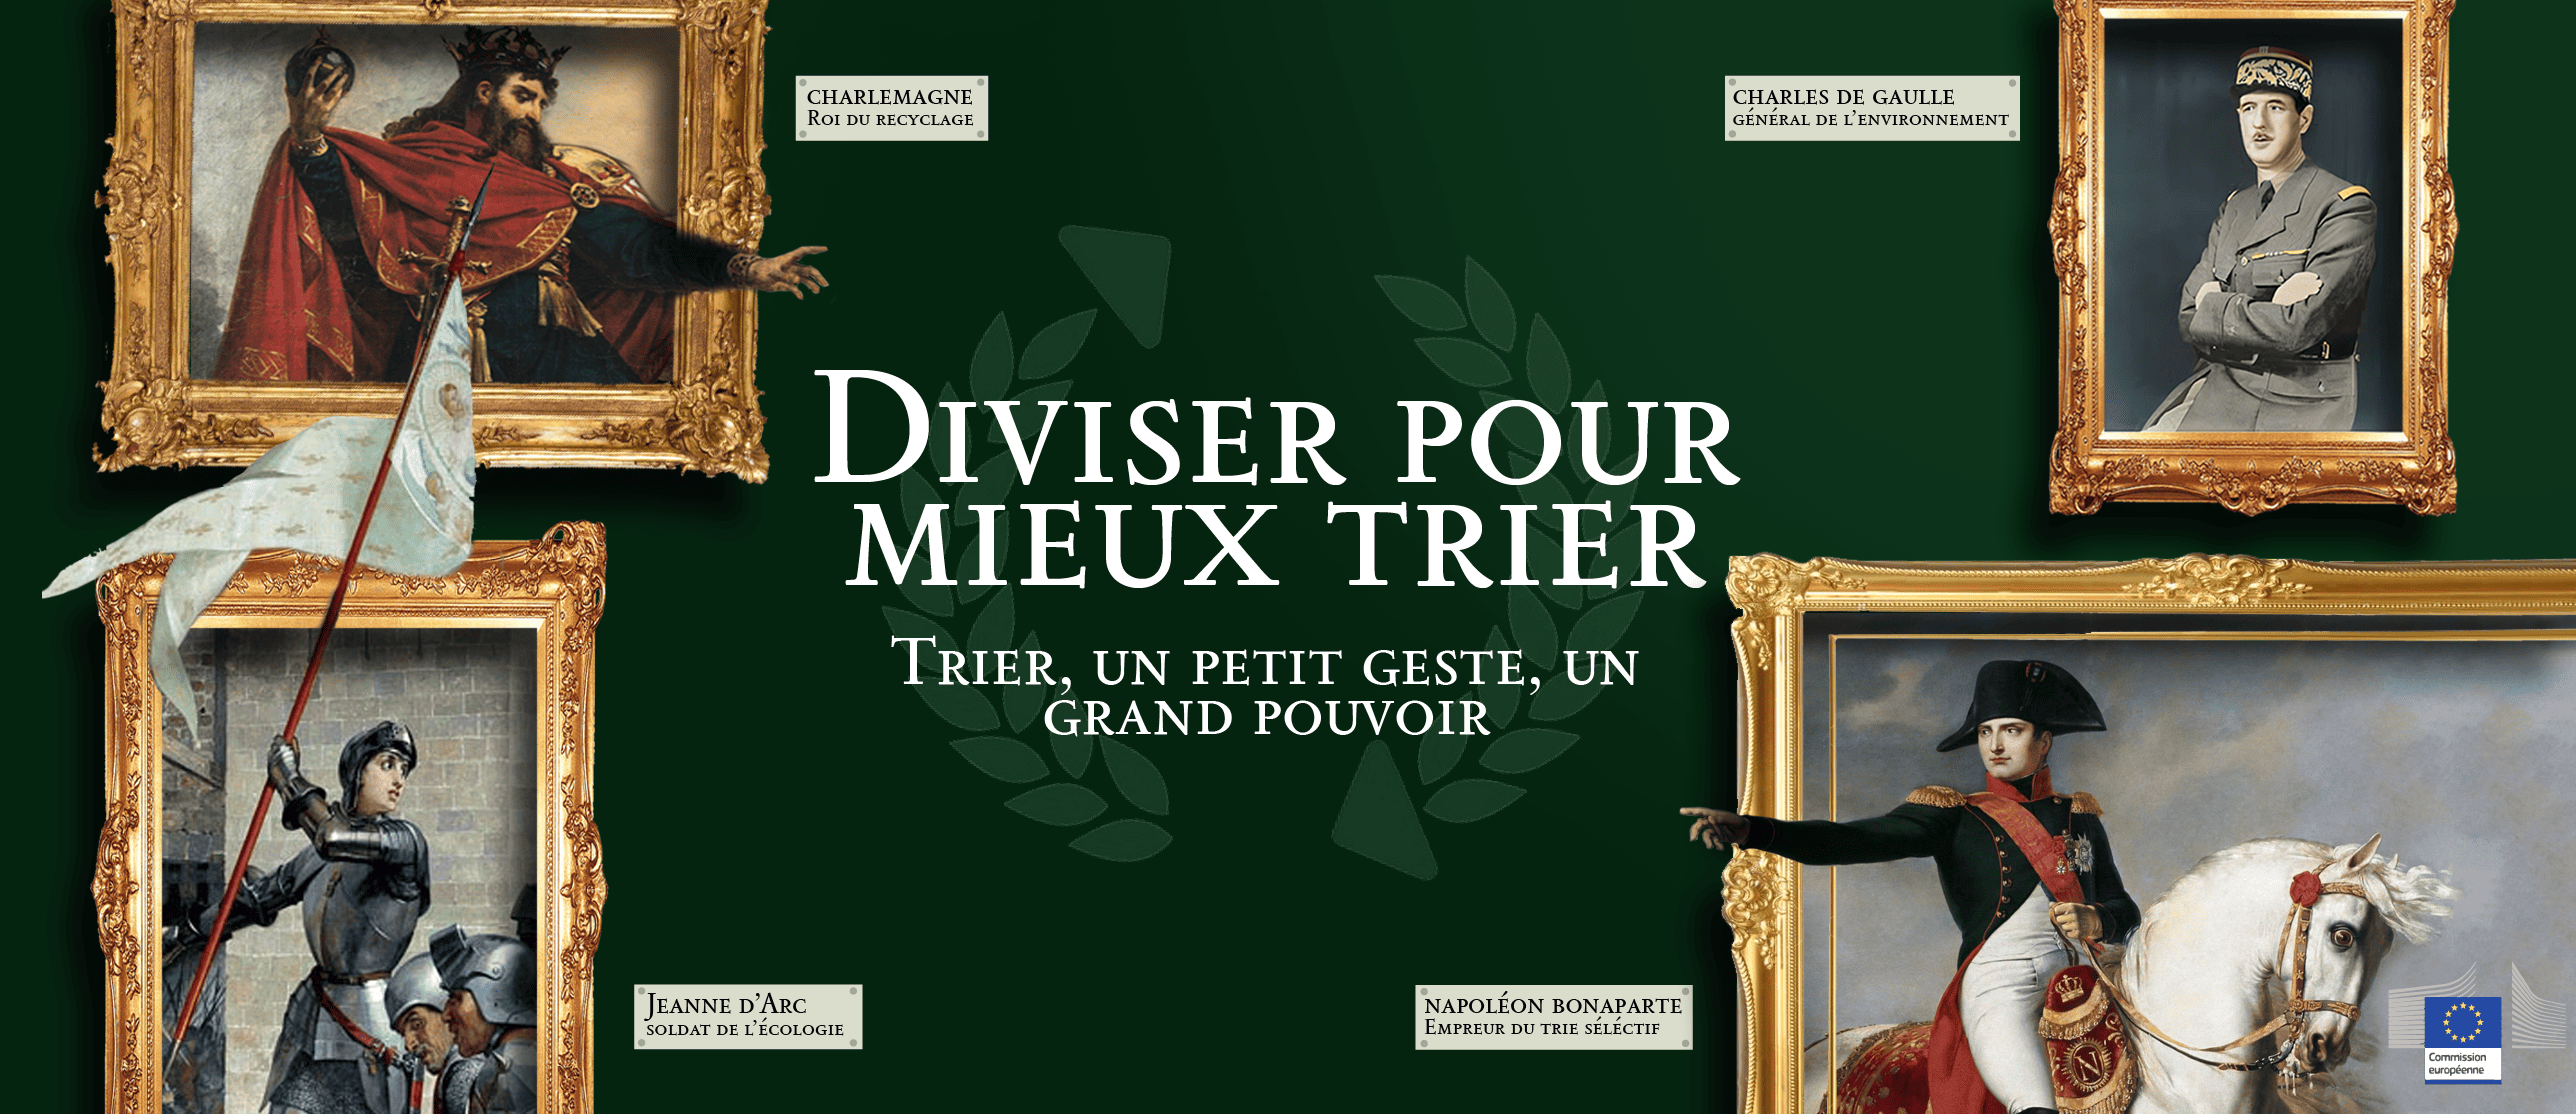 CHARLEMAGNE
ROI DU RECYCLAGE
CHARLES DE GAULLE
GÉNÉRAL DE L'ENVIRONNEMENT
DIVISER POUR
MIEUX TRIER
TRIER, UN PETIT GESTE, UN
GRAND POUVOIR
JEANNE D'ARC
SOLDAT DE L'ÉCOLOGIE
NAPOLÉON BONAPARTE
EMPREUR DU TRIE SÉLÉCTIF
N
Commission
européenne